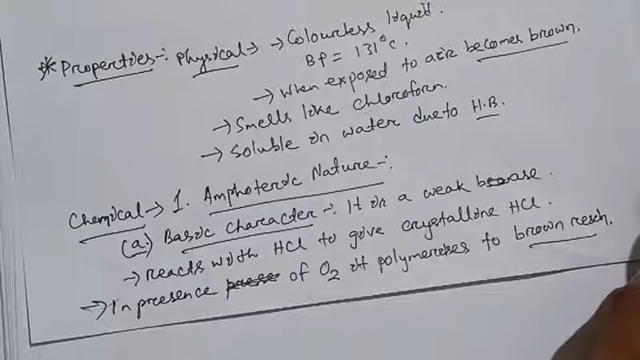 * Properties:- Physical → → Colourless liquid.
BP = 131°C.
→ When exposed to air becomes brown.
→ Smells like chloroform.
→ Soluble in water due to H.B.
Chemical → 1. Amphoteric Nature-:
(a) Basic character-: It is a weak base.
→ reacts with HCl to give crystalline HCl.
→ In presence of O₂ it polymerises to brown resin.